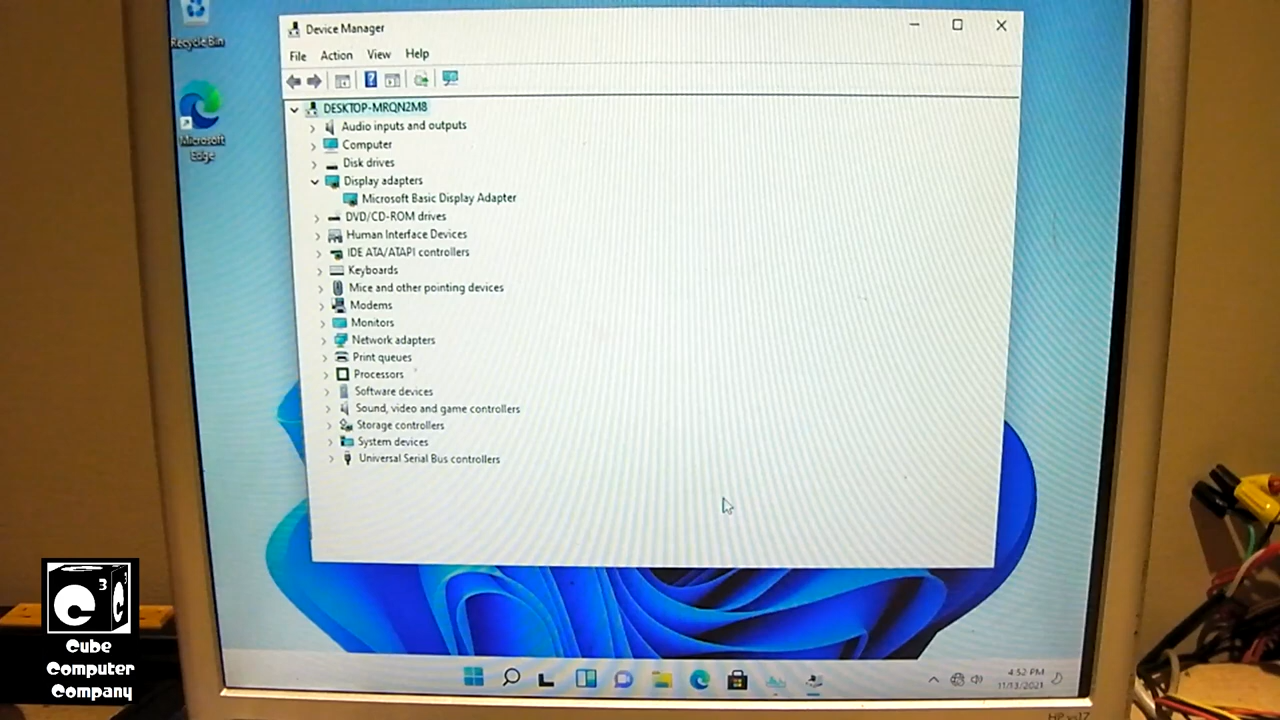 Recycle Bin
Microsoft
Edge
Device Manager
File Action View Help
DESKTOP-MRQN2M8
Audio inputs and outputs
Computer
Disk drives
Display adapters
Microsoft Basic Display Adapter
DVD/CD-ROM drives
Human Interface Devices
IDE ATA/ATAPI controllers
Keyboards
Mice and other pointing devices
Modems
Monitors
Network adapters
Print queues
Processors
Software devices
Sound, video and game controllers
Storage controllers
System devices
Universal Serial Bus controllers
4:52 PM
11/13/2021
C³C
Cube
Computer
Company